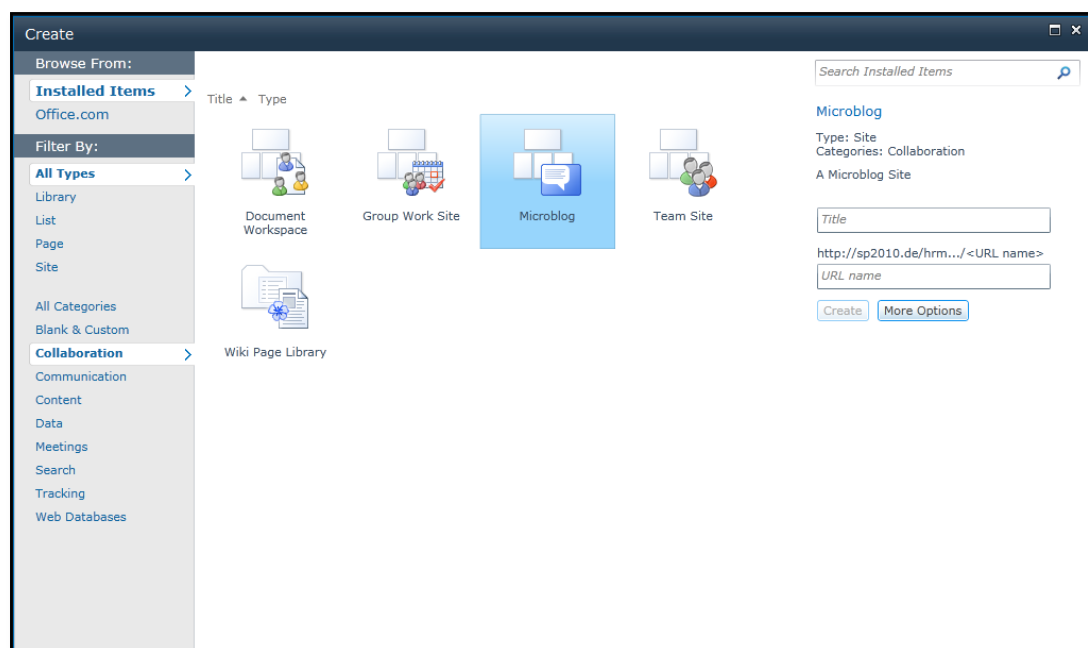 Create
Browse From:
Installed Items
Office.com
Filter By:
All Types
Library
List
Page
Site
All Categories
Blank & Custom
Collaboration
Communication
Content
Data
Meetings
Search
Tracking
Web Databases
Title Type
Document
Workspace
Group Work Site
Microblog
Team Site
Wiki Page Library
Search Installed Items
Microblog
Type: Site
Categories: Collaboration
A Microblog Site
Title
http://sp2010.de/hrm.../<URL name>
URL name
Create More Options